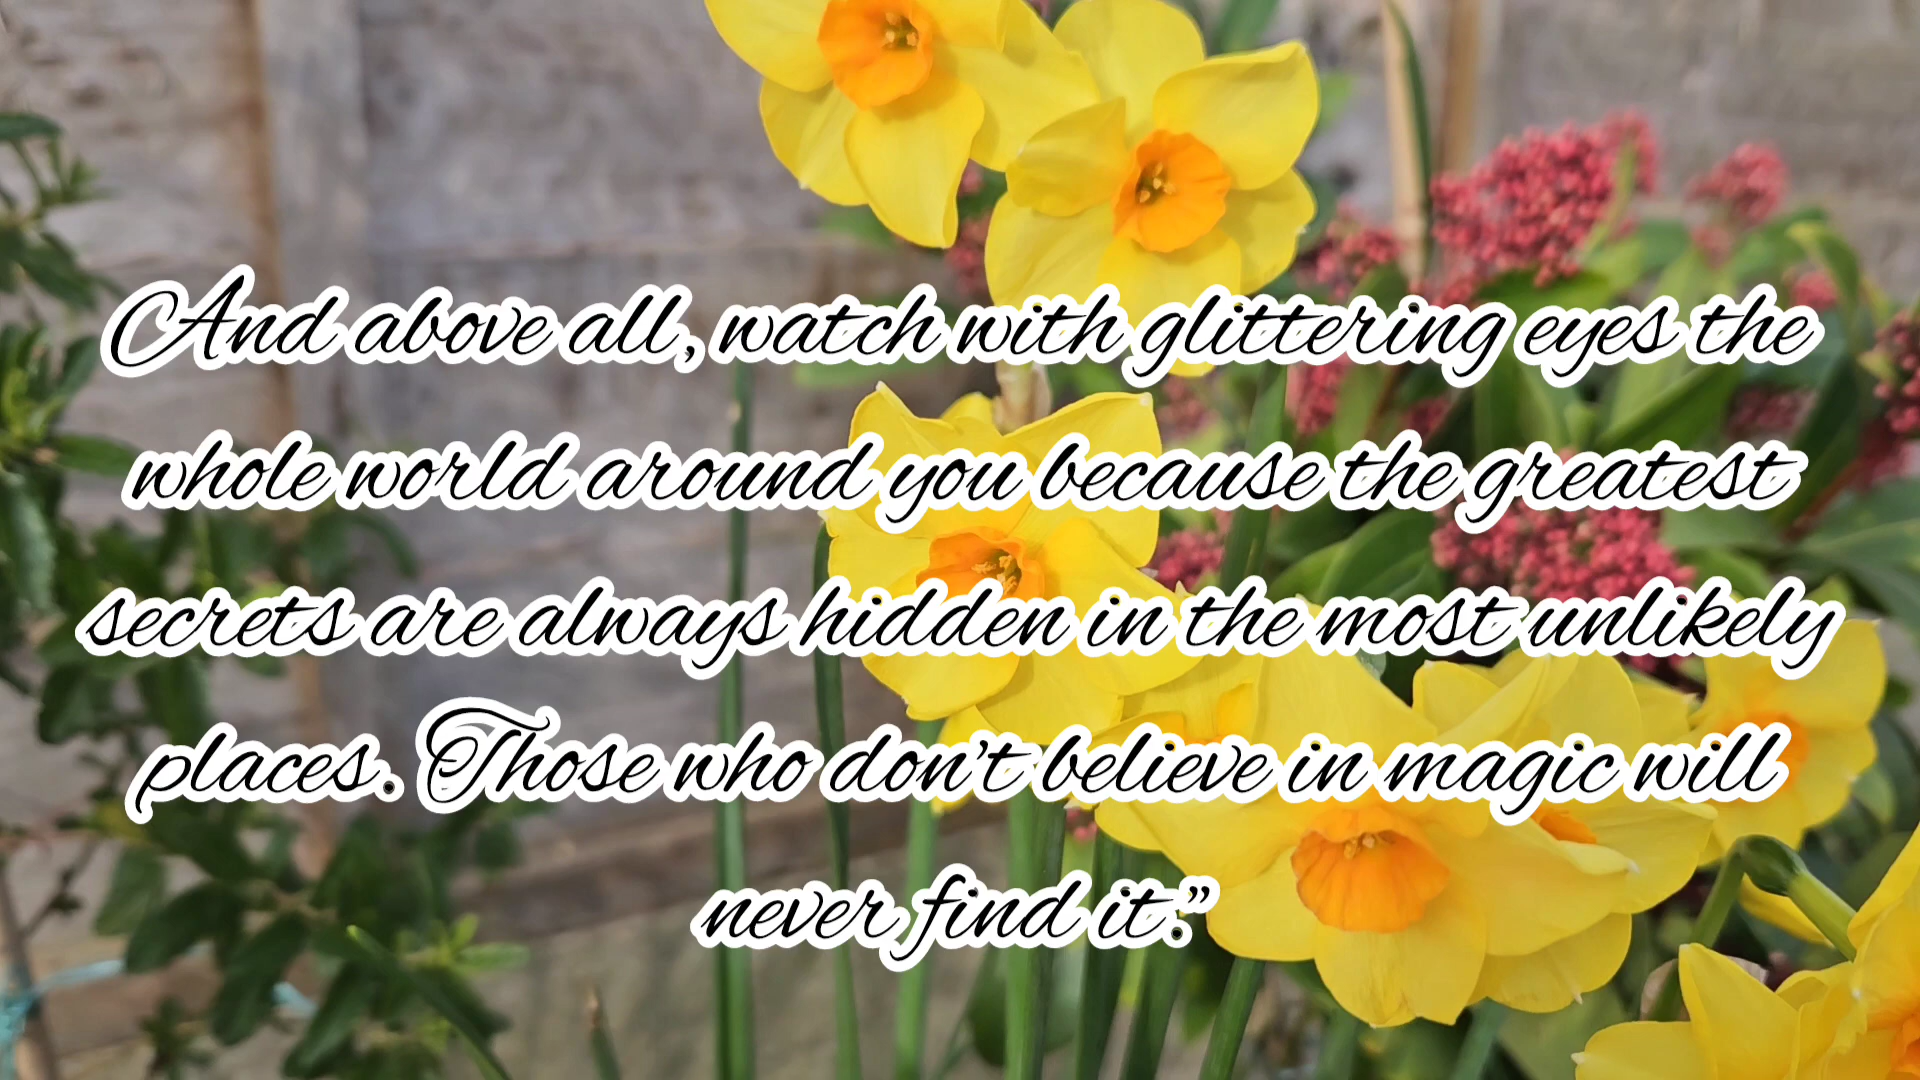 And above all, watch with glittering eyes the
whole world around you because the greatest
secrets are always hidden in the most unlikely
places. Those who don't believe in magic will
never find it.”